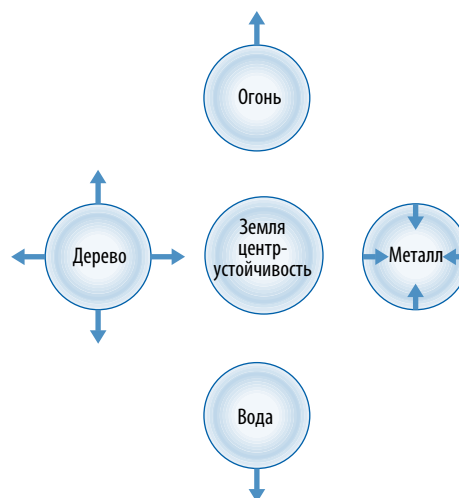 Огонь
Дерево
Земля
центр-
устойчивость
Металл
Вода